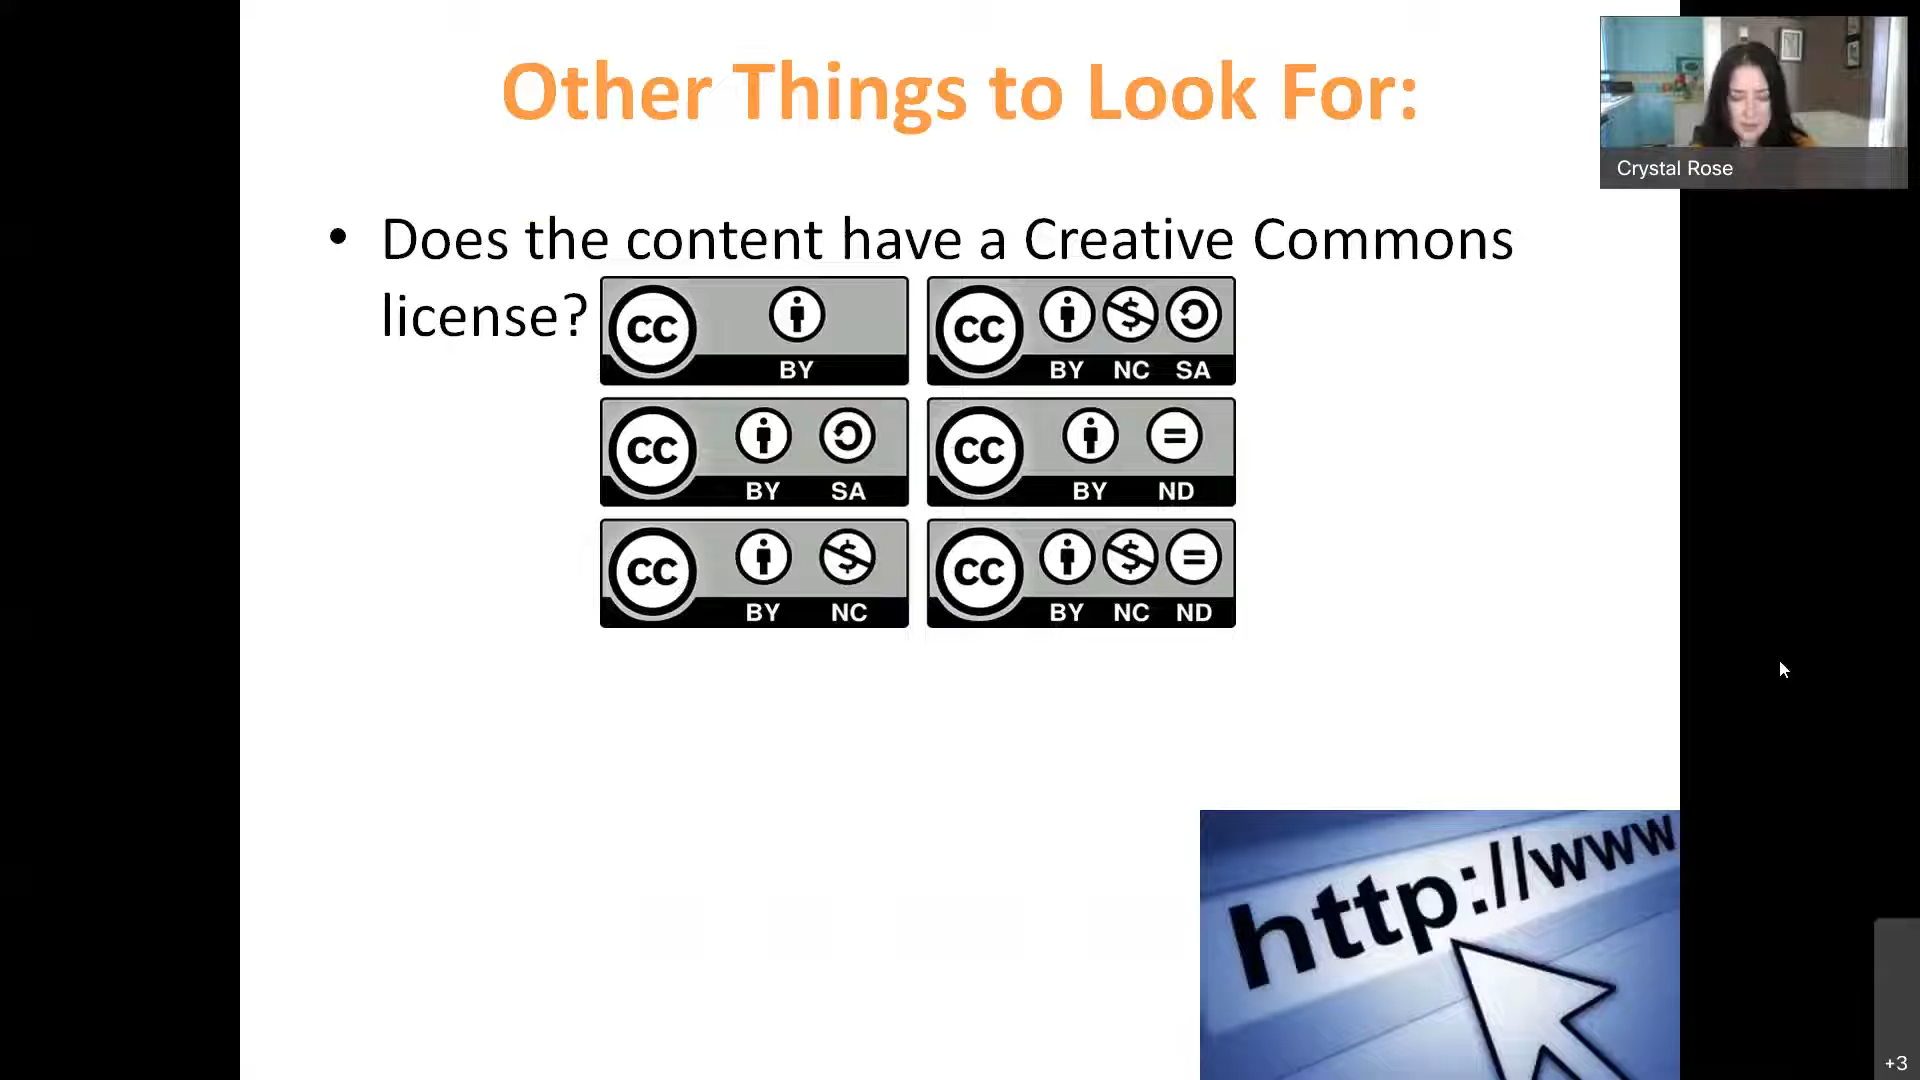 Other Things to Look For:
Crystal Rose
• Does the content have a Creative Commons
license?
CC BY
CC BY NC SA
CC BY SA
CC BY ND
CC BY NC
CC BY NC ND
http://www
+3